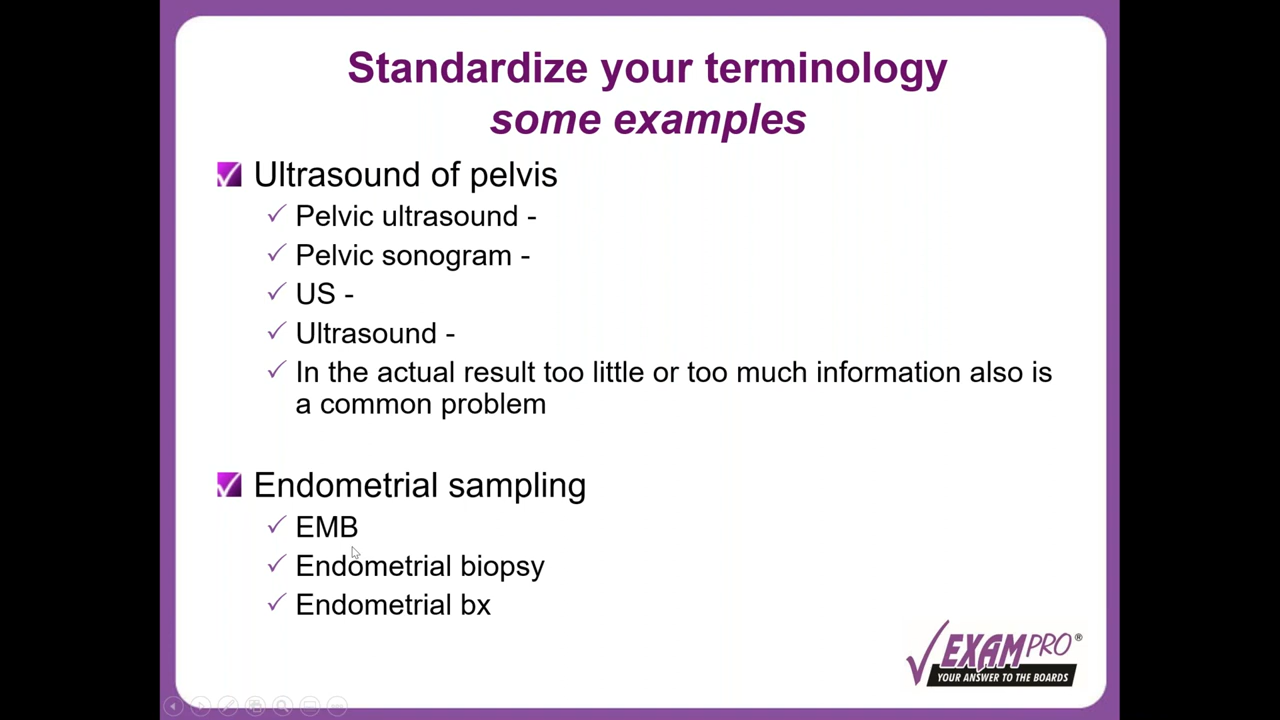 Standardize your terminology
some examples
Ultrasound of pelvis
Pelvic ultrasound -
Pelvic sonogram -
US -
Ultrasound -
In the actual result too little or too much information also is
a common problem
Endometrial sampling
EMB
Endometrial biopsy
Endometrial bx
EXAMPRO®
YOUR ANSWER TO THE BOARDS